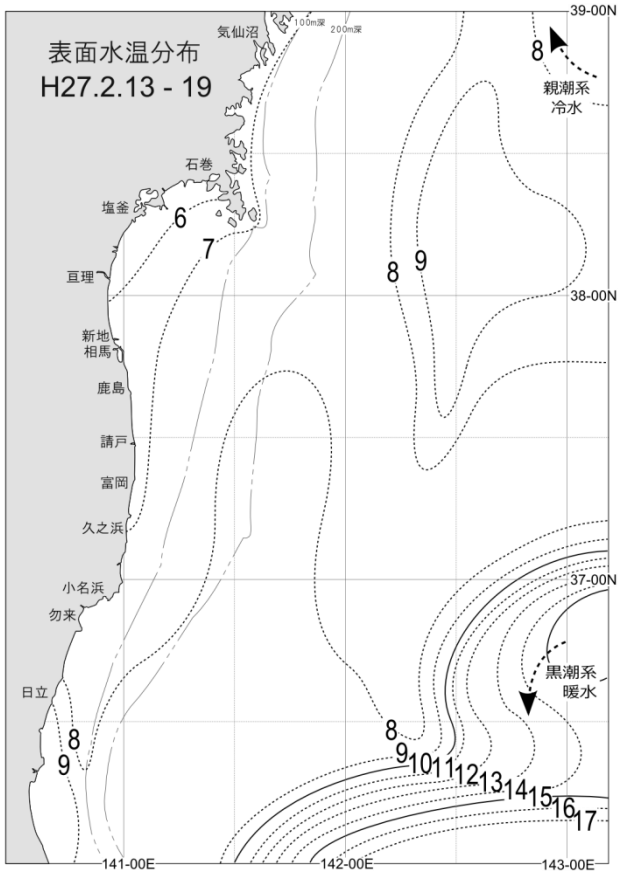 表面水温分布
H27.2.13 - 19
気仙沼
100m深
200m深
39-00N
8
親潮系
冷水
石巻
塩釜
6
7
8
9
亘理
38-00N
新地
相馬
鹿島
請戸
富岡
久之浜
小名浜
37-00N
勿来
黒潮系
暖水
日立
8
9
8
9
10
11
12
13
14
15
16
17
141-00E
142-00E
143-00E